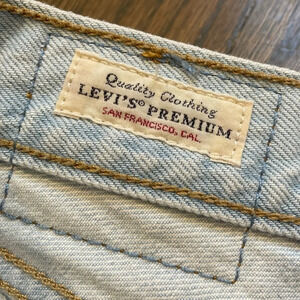 Quality Clothing
LEVI'S® PREMIUM
SAN FRANCISCO, CAL.